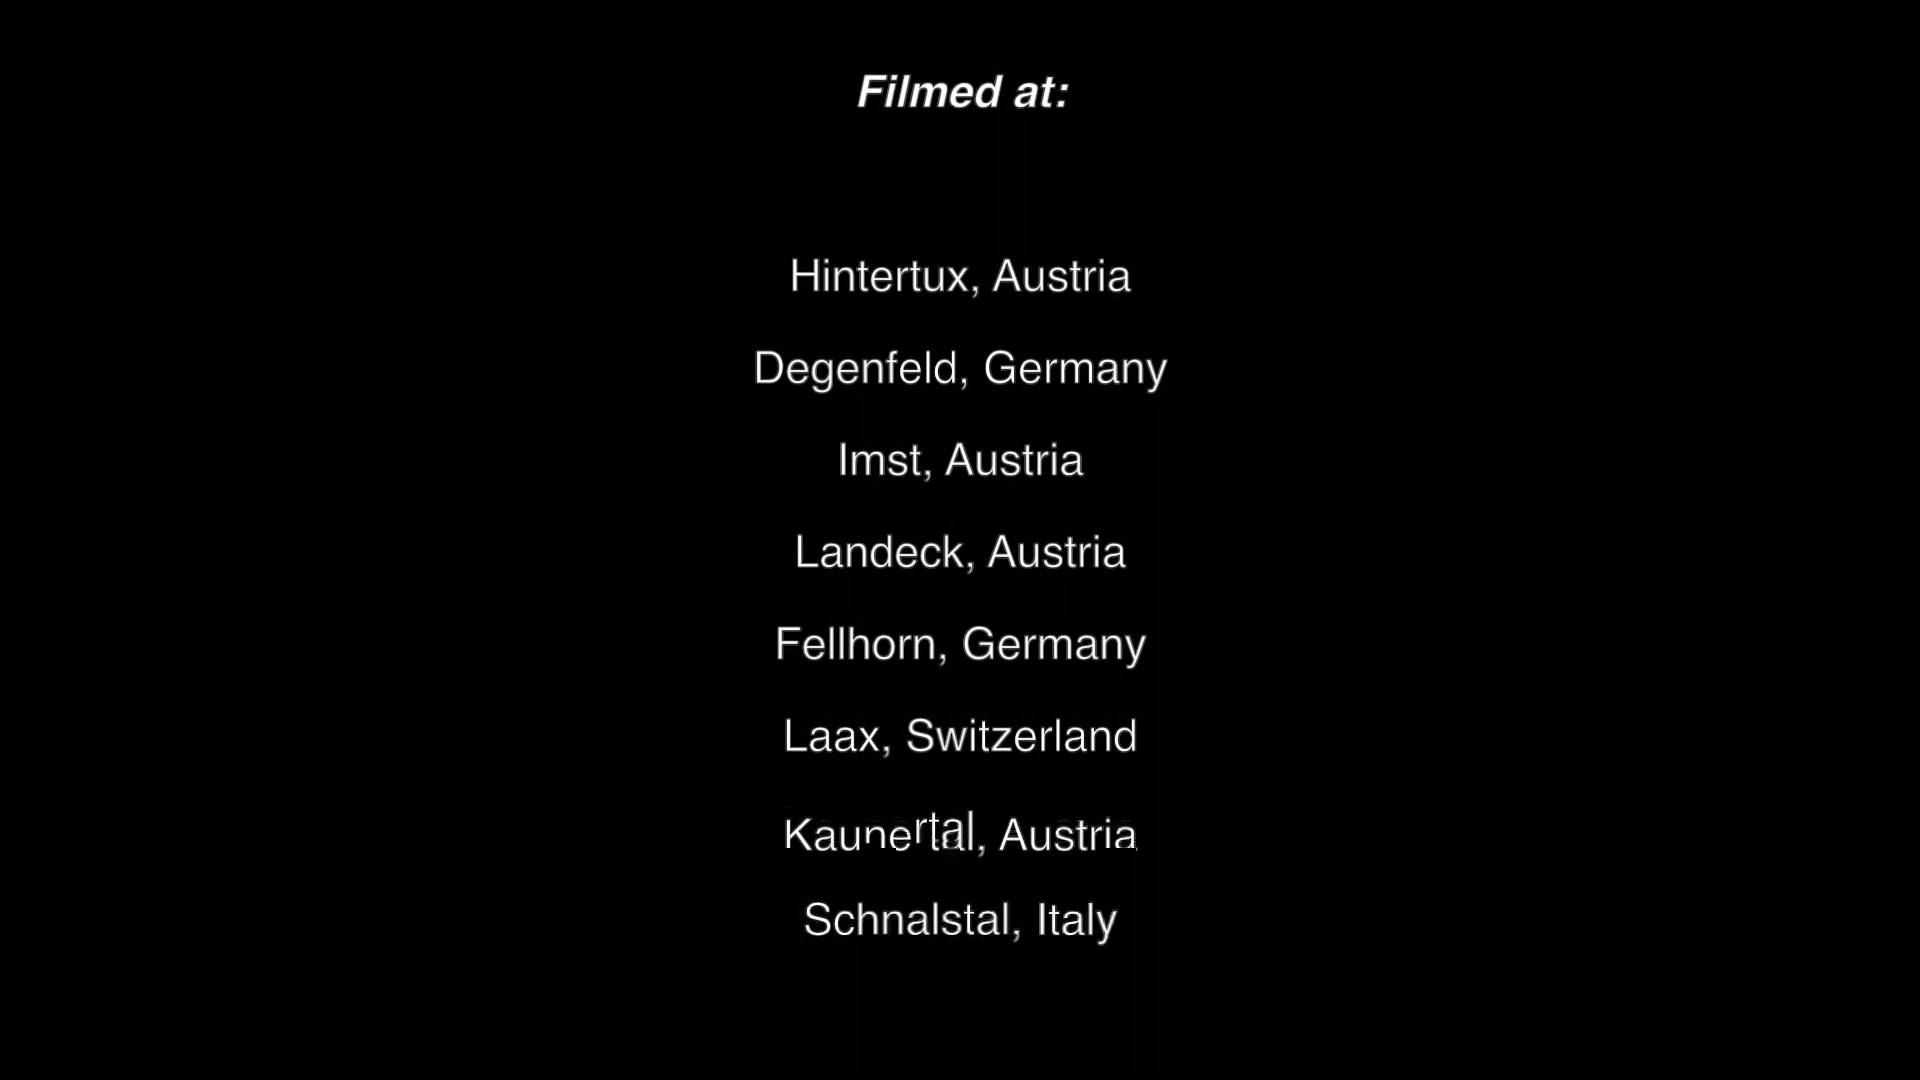 Filmed at:
Hintertux, Austria
Degenfeld, Germany
Imst, Austria
Landeck, Austria
Fellhorn, Germany
Laax, Switzerland
Kaunertal, Austria
Schnalstal, Italy